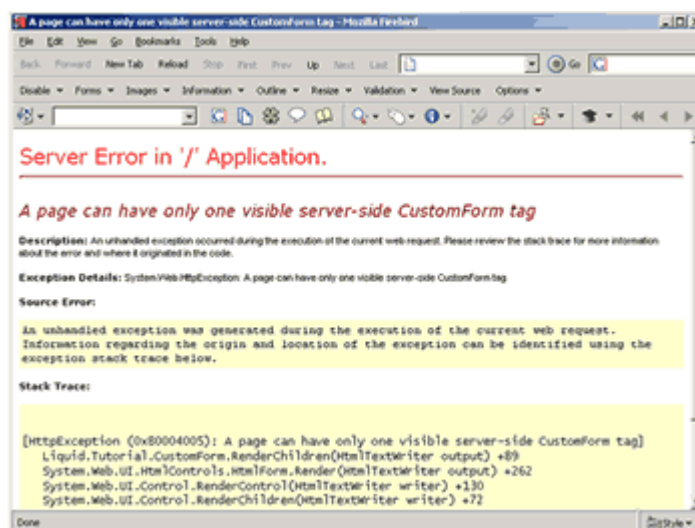 A page can have only one visible server-side CustomForm tag - Mozilla Firebird
File Edit View Go Bookmarks Tools Help
Back Forward New Tab Reload Stop First Prev Up Next Last Go
Disable Forms Images Information Outline Resize Validation View Source Options
Server Error in '/' Application.
A page can have only one visible server-side CustomForm tag
Description: An unhandled exception occurred during the execution of the current web request. Please review the stack trace for more information
about the error and where it originated in the code.
Exception Details: System.Web.HttpException: A page can have only one visible server-side CustomForm tag
Source Error:
An unhandled exception was generated during the execution of the current web request.
Information regarding the origin and location of the exception can be identified using the
exception stack trace below.
Stack Trace:
[HttpException (0x80004005): A page can have only one visible server-side CustomForm tag]
Liquid.Tutorial.CustomForm.RenderChildren(HtmlTextWriter output) +89
System.Web.UI.HtmlControls.HtmlForm.Render(HtmlTextWriter output) +262
System.Web.UI.Control.RenderControl(HtmlTextWriter writer) +130
System.Web.UI.Control.RenderChildren(HtmlTextWriter writer) +72
Done